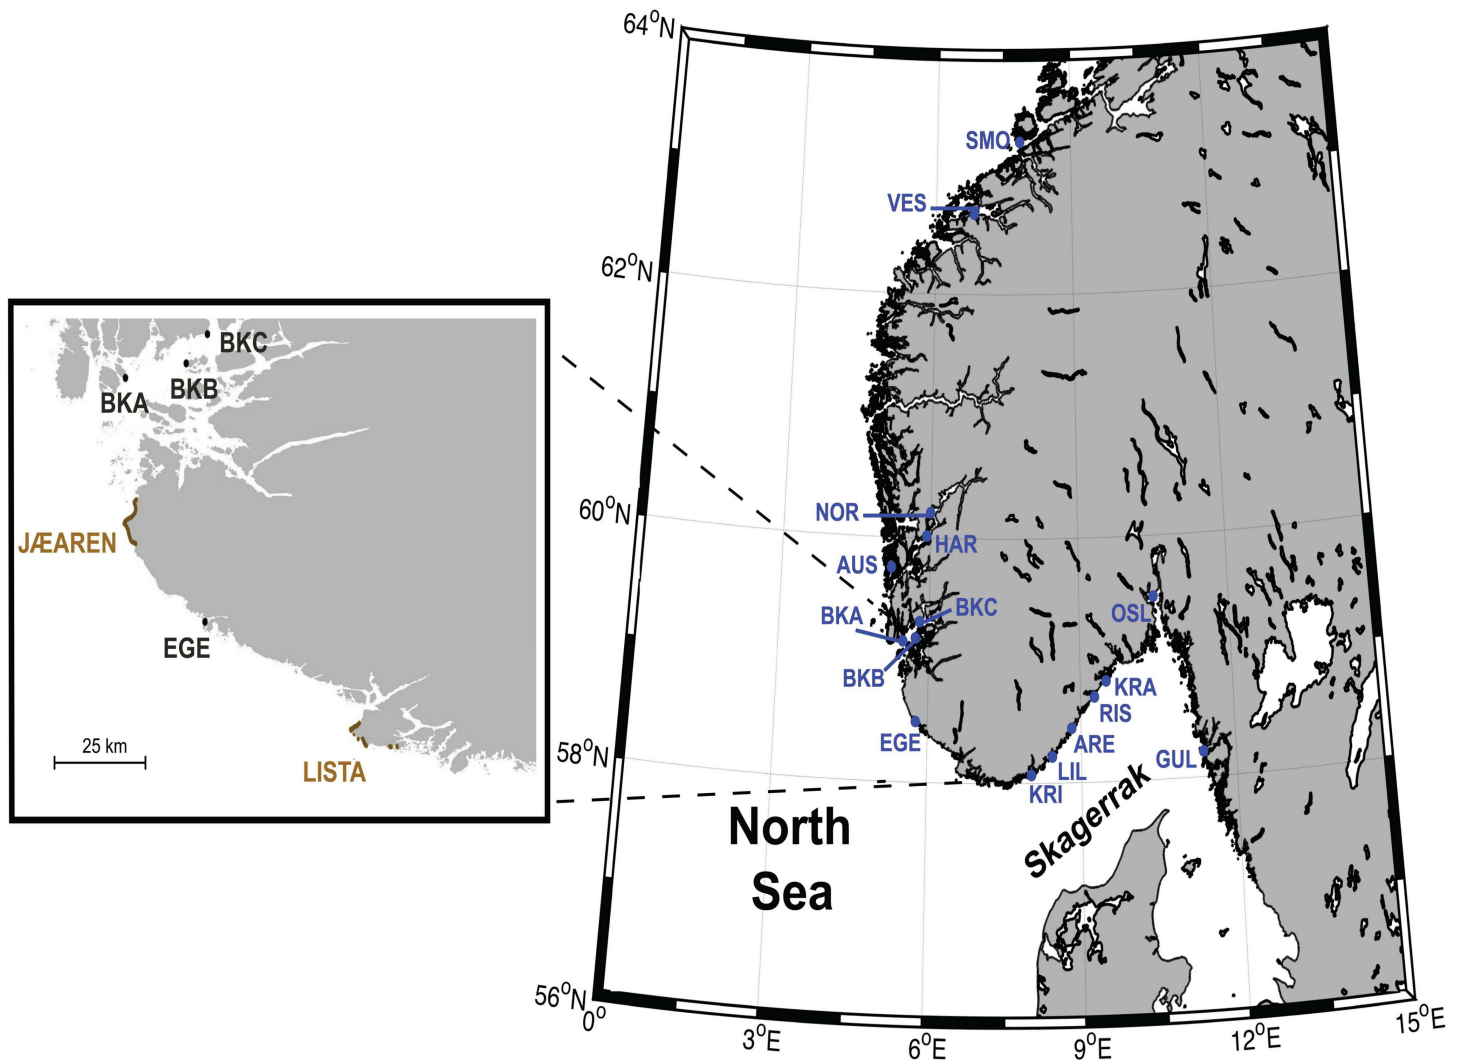 64°N
SMO
VES
62°N
BKC
BKB
BKA
60°N
NOR
HAR
JÆAREN
AUS
BKC
BKA
OSL
EGE
BKB
KRA
RIS
EGE
ARE
58°N
GUL
25 km
LISTA
LIL
KRI
Skagerrak
North
Sea
56°N
0°
3°E
6°E
9°E
12°E
15°E